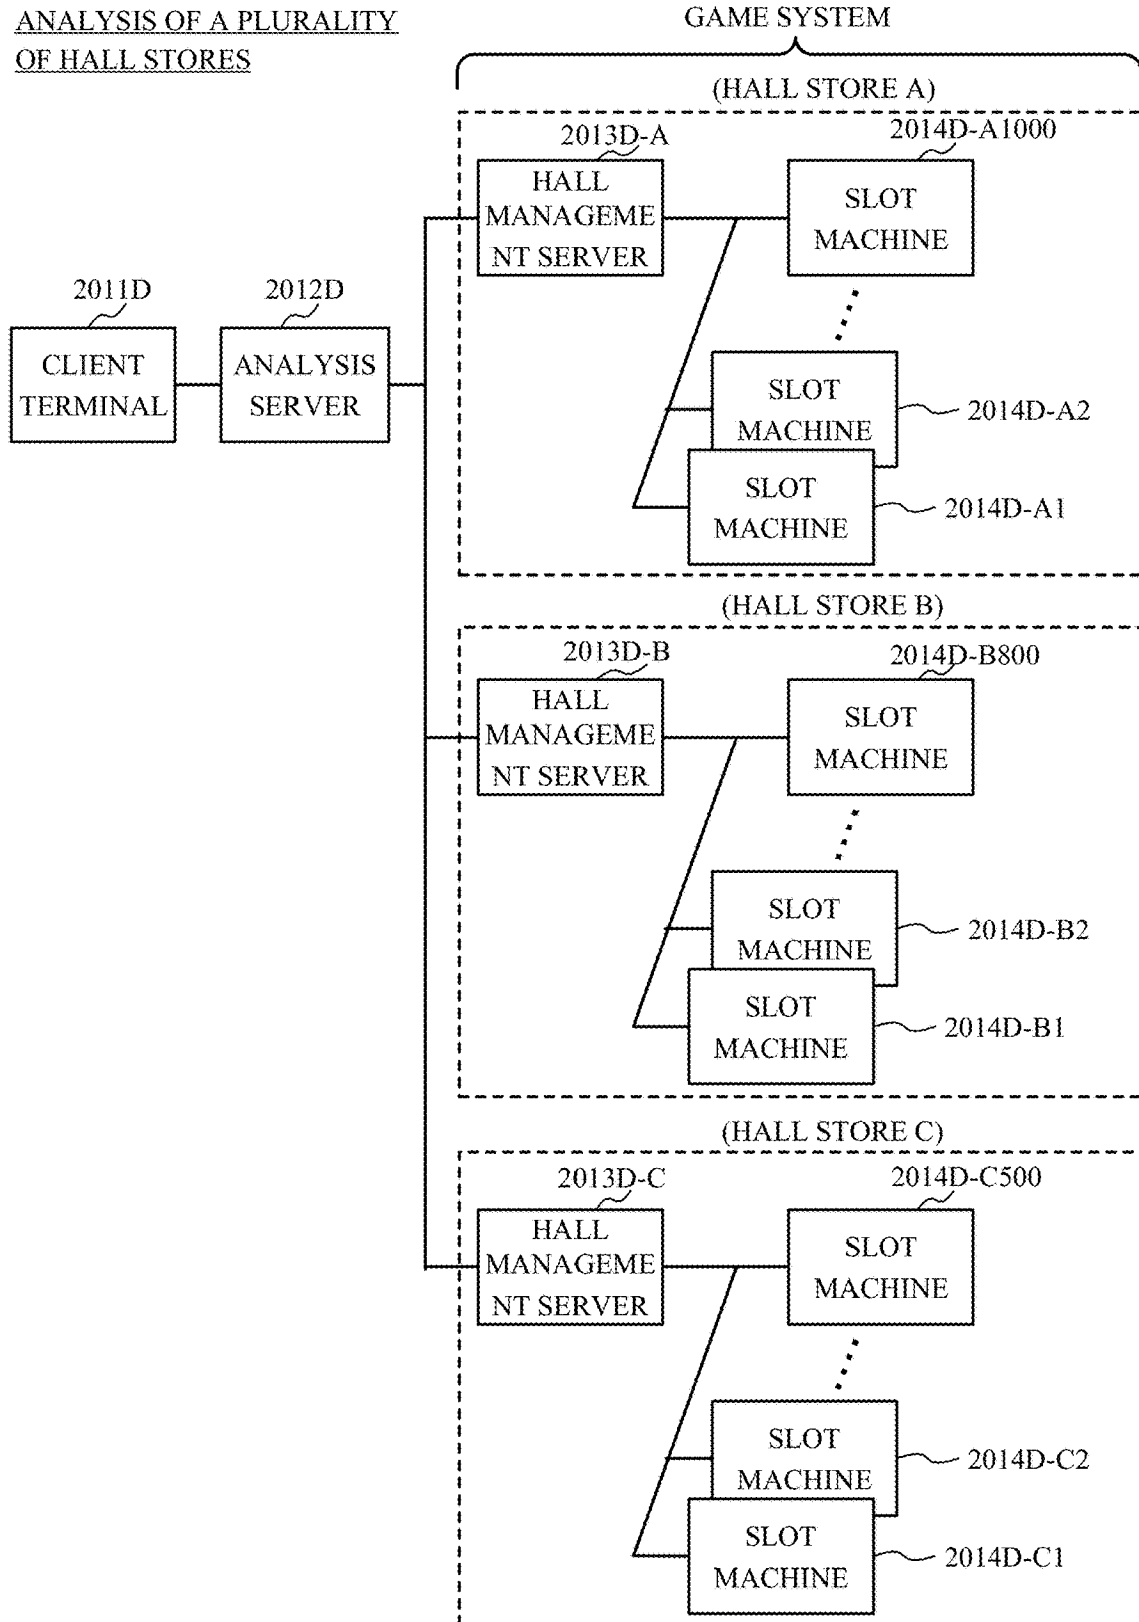 ANALYSIS OF A PLURALITY
OF HALL STORES
GAME SYSTEM
(HALL STORE A)
2013D-A
2014D-A1000
HALL
MANAGEME
NT SERVER
SLOT
MACHINE
2011D
2012D
CLIENT
TERMINAL
ANALYSIS
SERVER
SLOT
MACHINE
2014D-A2
SLOT
MACHINE
2014D-A1
(HALL STORE B)
2013D-B
2014D-B800
HALL
MANAGEME
NT SERVER
SLOT
MACHINE
SLOT
MACHINE
2014D-B2
SLOT
MACHINE
2014D-B1
(HALL STORE C)
2013D-C
2014D-C500
HALL
MANAGEME
NT SERVER
SLOT
MACHINE
SLOT
MACHINE
2014D-C2
SLOT
MACHINE
2014D-C1